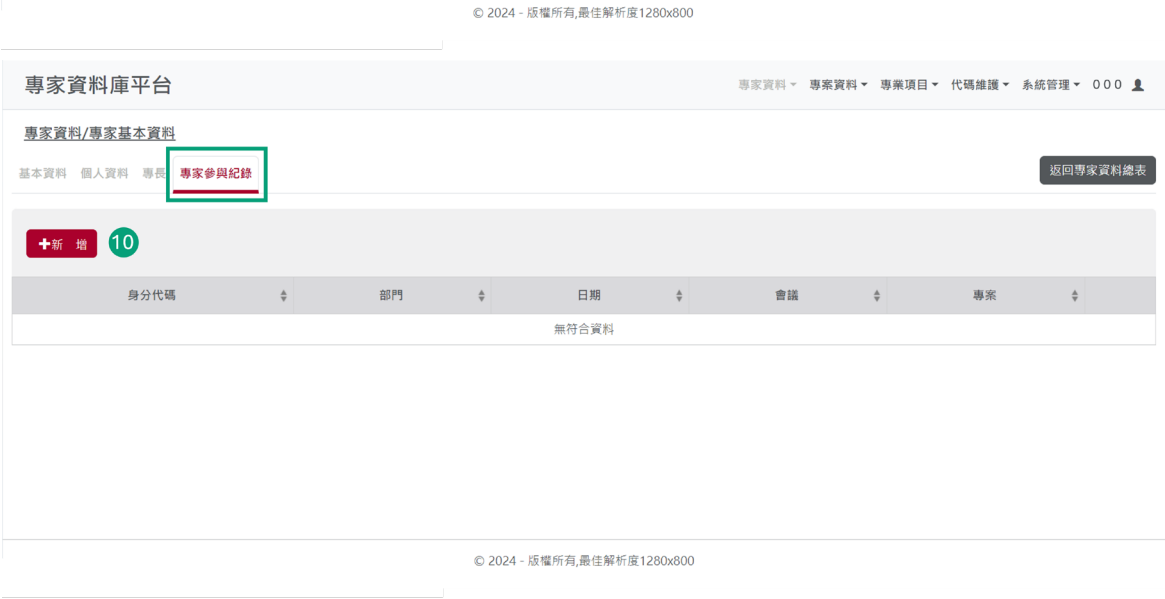 © 2024 - 版權所有,最佳解析度1280x800
專家資料庫平台
專家資料 專案資料 專業項目 代碼維護 系統管理 000
專家資料/專家基本資料
基本資料 個人資料 專長 專家參與紀錄 返回專家資料總表
新 增 10
身分代碼 部門 日期 會議 專案
無符合資料
© 2024 - 版權所有,最佳解析度1280x800